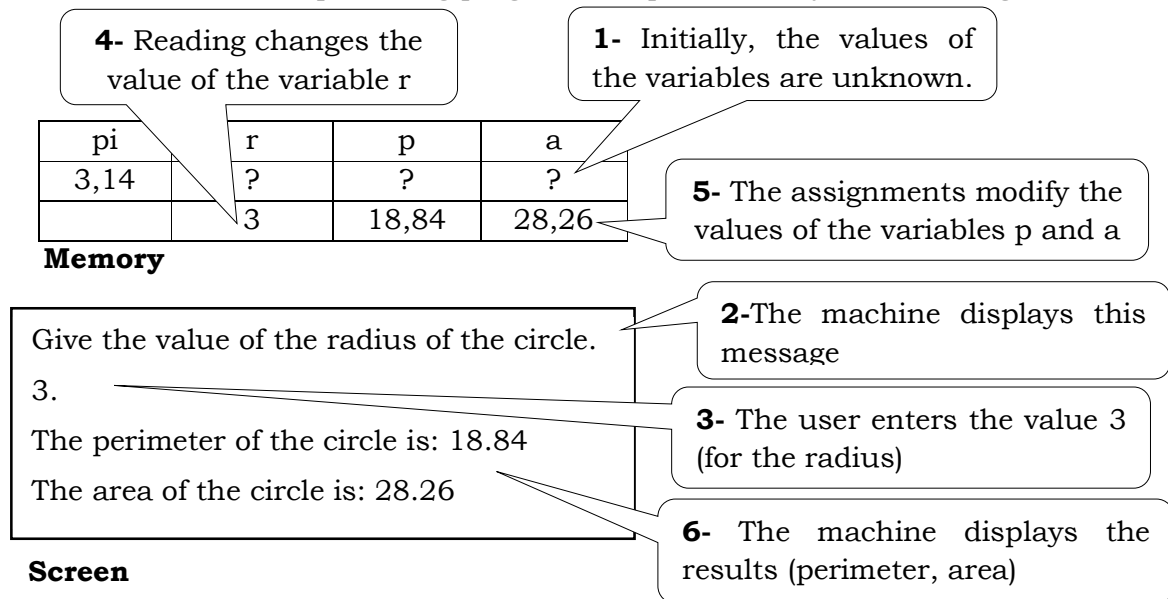 4- Reading changes the
value of the variable r
1- Initially, the values of
the variables are unknown.
pi r p a
3,14 ? ? ?
3 18,84 28,26
Memory
5- The assignments modify the
values of the variables p and a
Give the value of the radius of the circle.
3.
The perimeter of the circle is: 18.84
The area of the circle is: 28.26
Screen
2-The machine displays this
message
3- The user enters the value 3
(for the radius)
6- The machine displays the
results (perimeter, area)